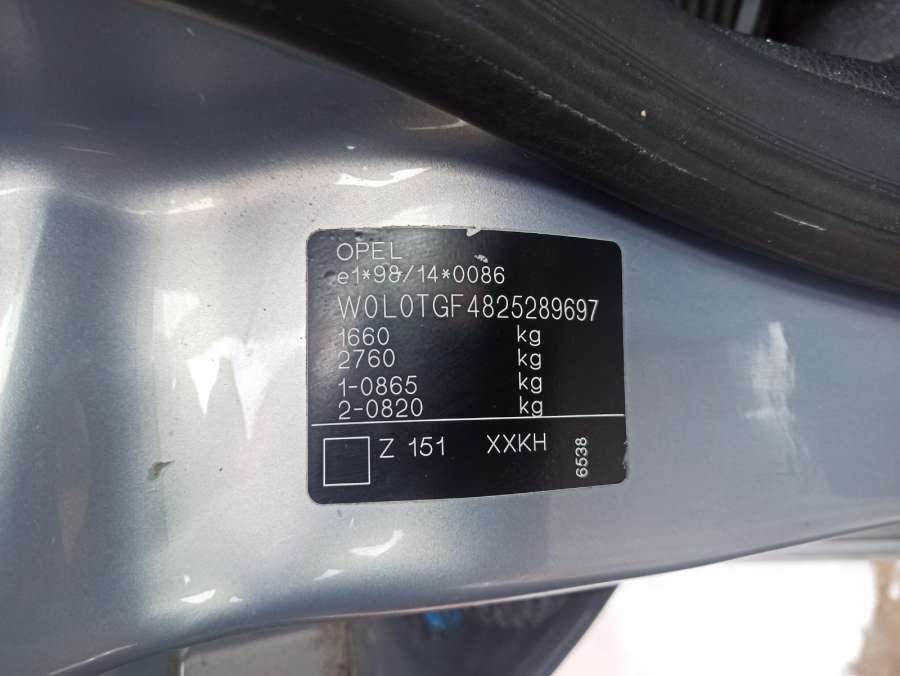 OPEL
e1*98/14*0086
W0L0TGF4825289697
1660 kg
2760 kg
1-0865 kg
2-0820 kg
Z 151 XXKH 6538